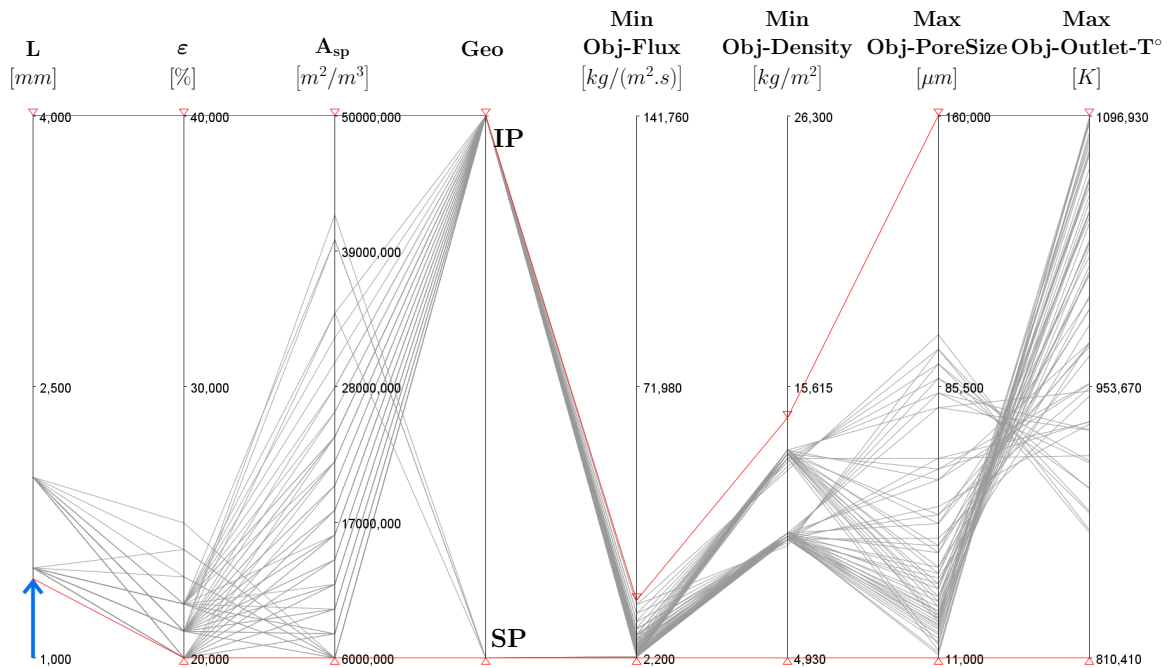 Min Min Max Max
L ε A_sp Geo Obj-Flux Obj-Density Obj-PoreSize Obj-Outlet-T°
[mm] [%] [m²/m³] [kg/(m².s)] [kg/m²] [µm] [K]
4,000 40,000 50000,000 141,760 26,300 160,000 1096,930
IP
39000,000
2,500 30,000 28000,000 71,980 15,615 85,500 953,670
17000,000
SP
1,000 20,000 6000,000 2,200 4,930 11,000 810,410